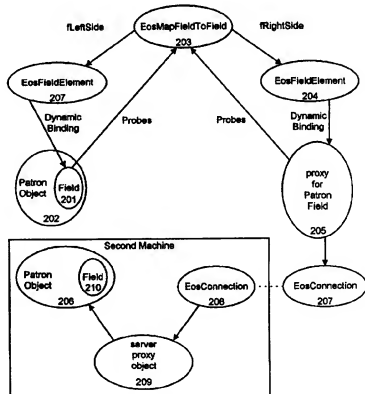 fLeftSide
EosMapFieldToField
203
fRightSide
EosFieldElement
207
EosFieldElement
204
Dynamic
Binding
Probes
Probes
Dynamic
Binding
Patron
Object
202
Field
201
proxy
for
Patron
Field
205
Second Machine
Patron
Object
206
Field
210
EosConnection
208
EosConnection
207
server
proxy
object
209